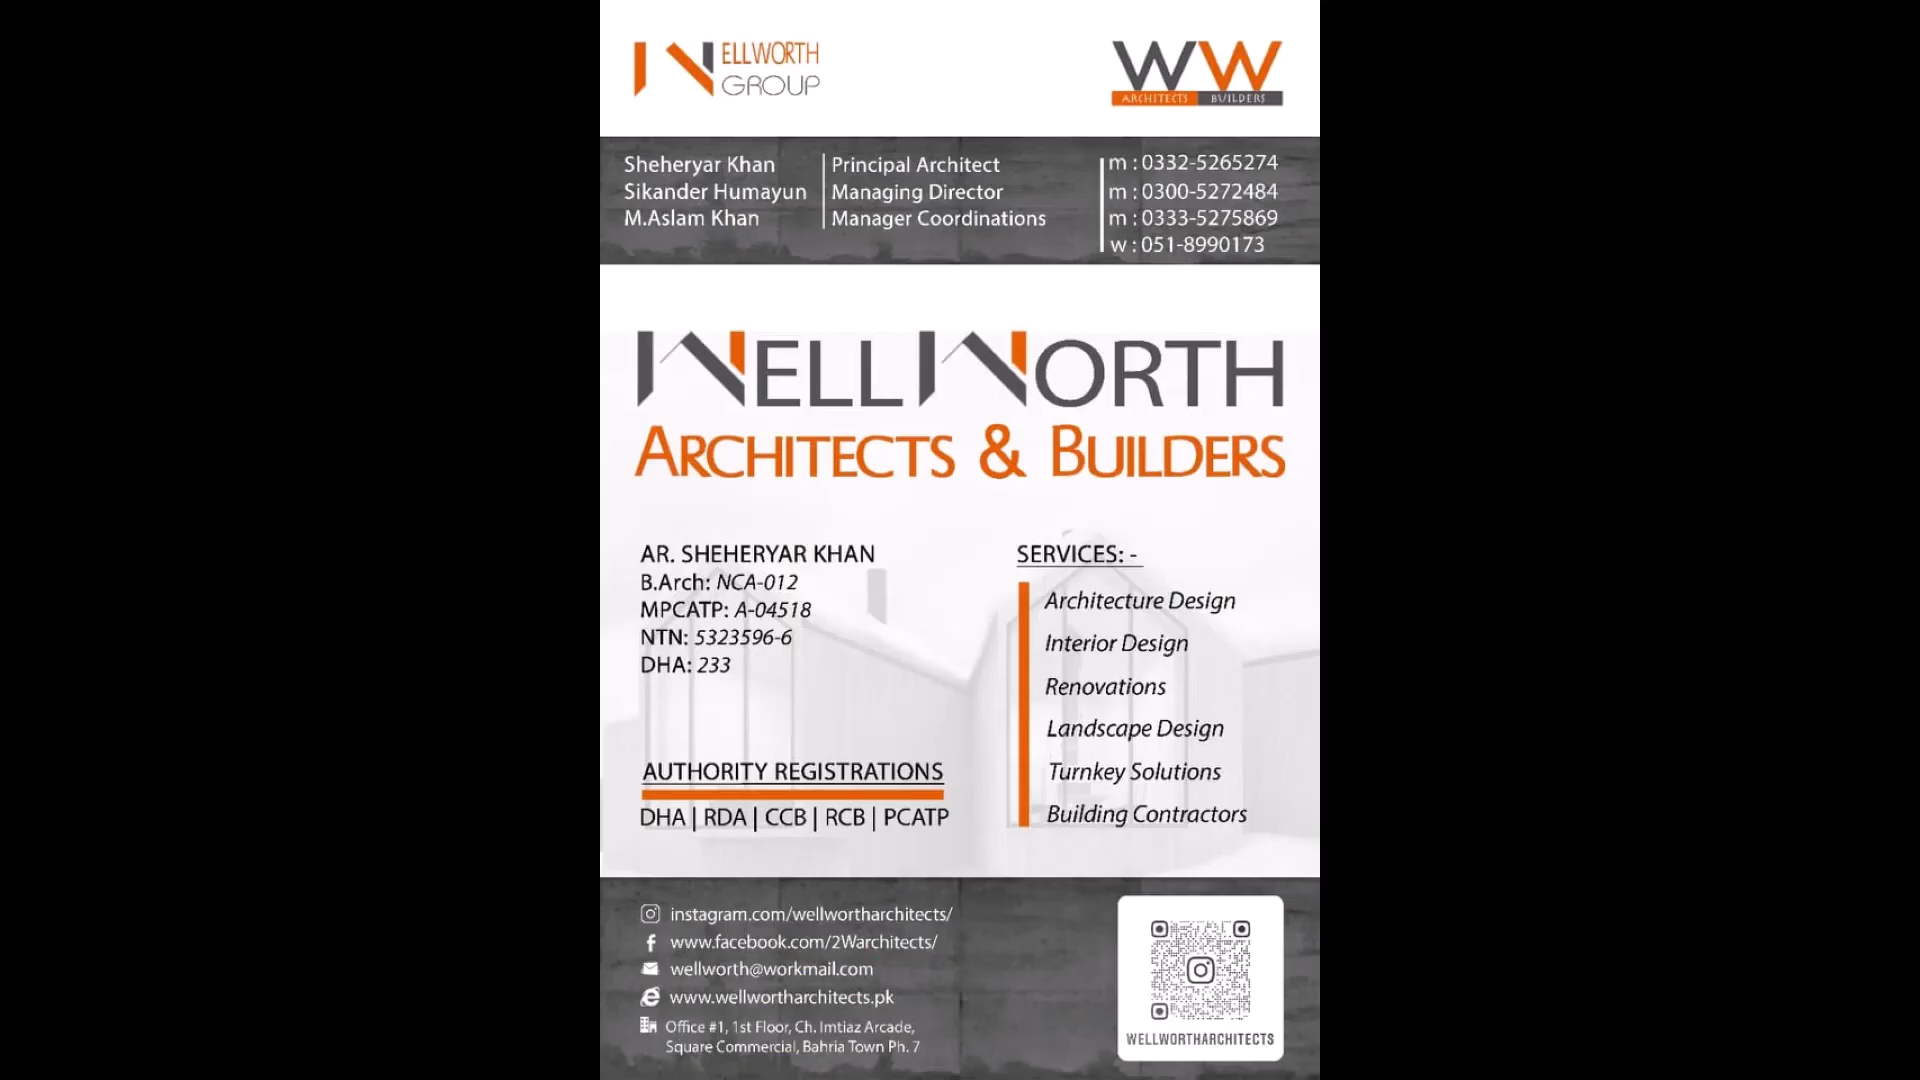 WELLWORTH
GROUP
WW
ARCHITECTS BUILDERS
Sheheryar Khan Principal Architect m : 0332-5265274
Sikander Humayun Managing Director m : 0300-5272484
M.Aslam Khan Manager Coordinations m : 0333-5275869
w : 051-8990173
WELLWORTH
ARCHITECTS & BUILDERS
AR. SHEHERYAR KHAN
B.Arch: NCA-012
MPCATP: A-04518
NTN: 5323596-6
DHA: 233
AUTHORITY REGISTRATIONS
DHA | RDA | CCB | RCB | PCATP
SERVICES: -
Architecture Design
Interior Design
Renovations
Landscape Design
Turnkey Solutions
Building Contractors
instagram.com/wellwortharchitects/
www.facebook.com/2Warchitects/
wellworth@workmail.com
www.wellwortharchitects.pk
Office #1, 1st Floor, Ch. Imtiaz Arcade,
Square Commercial, Bahria Town Ph. 7
WELLWORTHARCHITECTS